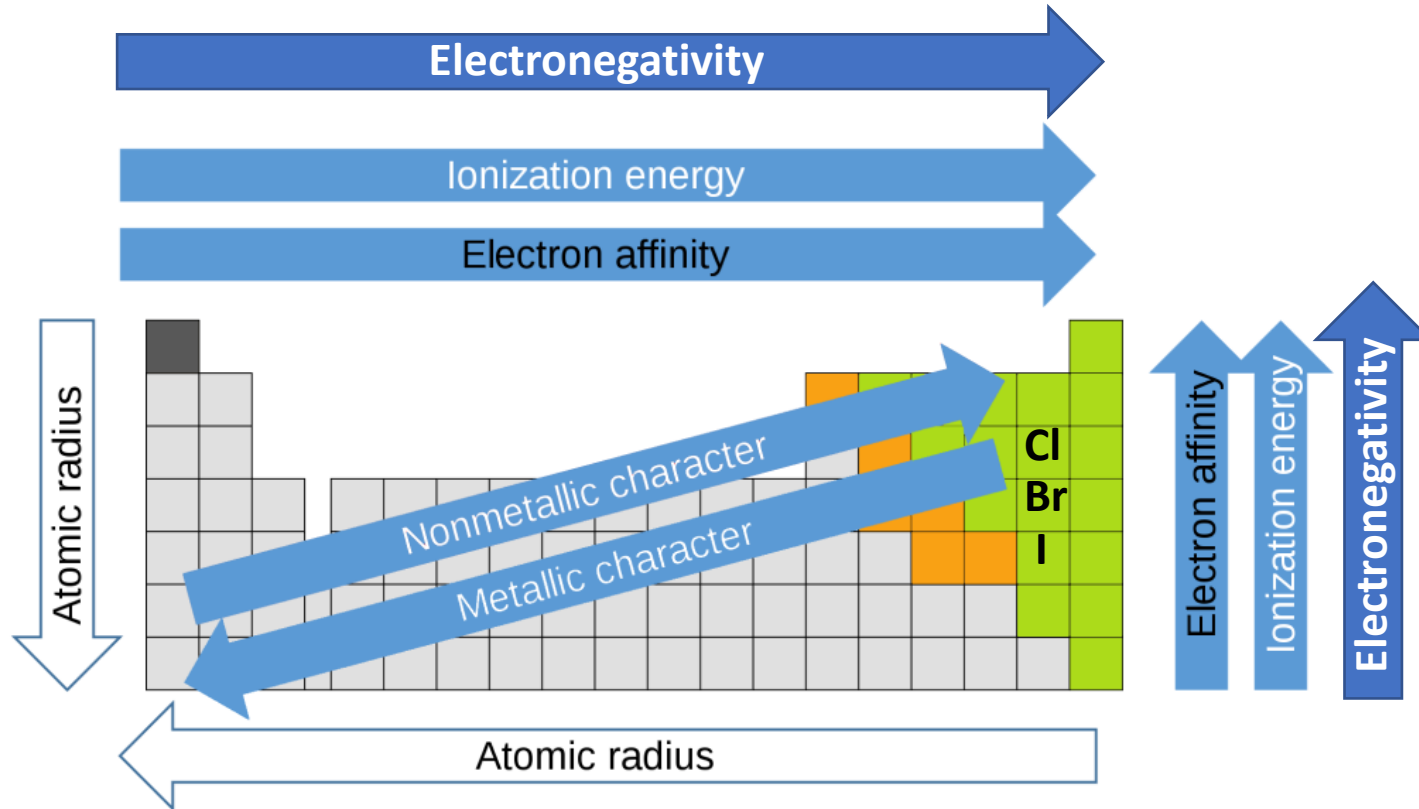 Electronegativity
Ionization energy
Electron affinity
Atomic radius
Nonmetallic character
Metallic character
Cl
Br
I
Electron affinity
Ionization energy
Electronegativity
Atomic radius